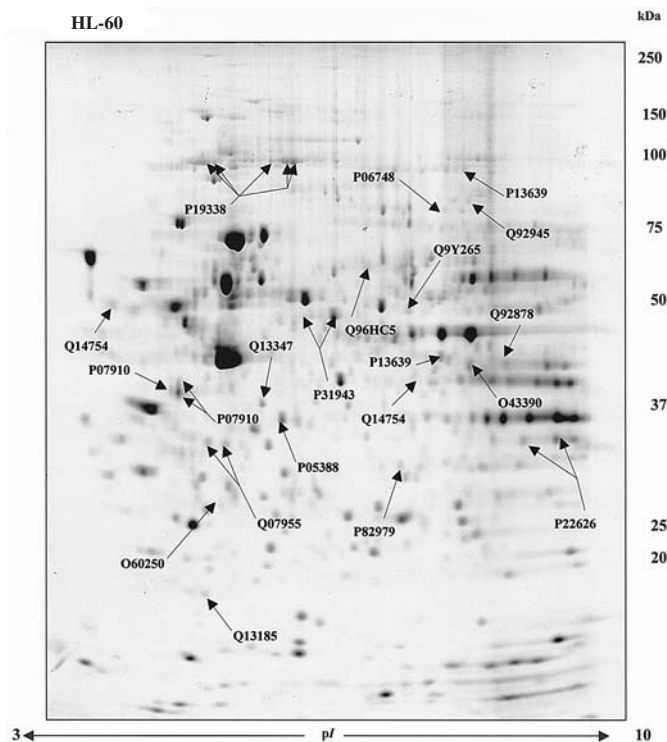 HL-60
kDa
250
150
100
P06748
P13639
P19338
Q92945
75
Q9Y265
50
Q96HC5
Q14754
Q13347
Q92878
P07910
P31943
P13639
P07910
Q14754
O43390
37
P05388
Q07955
P82979
P22626
25
O60250
20
Q13185
15
3 pI 10